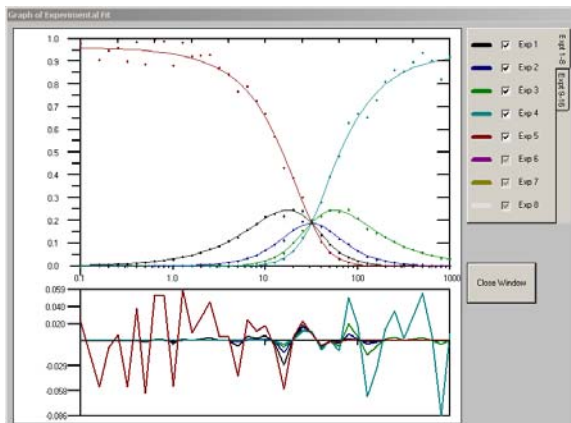 Graph of Experimental Fit
1.0
0.9
0.8
0.7
0.6
0.5
0.4
0.3
0.2
0.1
0.0
0.1
1.0
10
100
1000
0.059
0.040
0.020
-0.029
-0.058
-0.086
Exp 1
Exp 2
Exp 3
Exp 4
Exp 5
Exp 6
Exp 7
Exp 8
Expt 1-8
Expt 9-16
Close Window